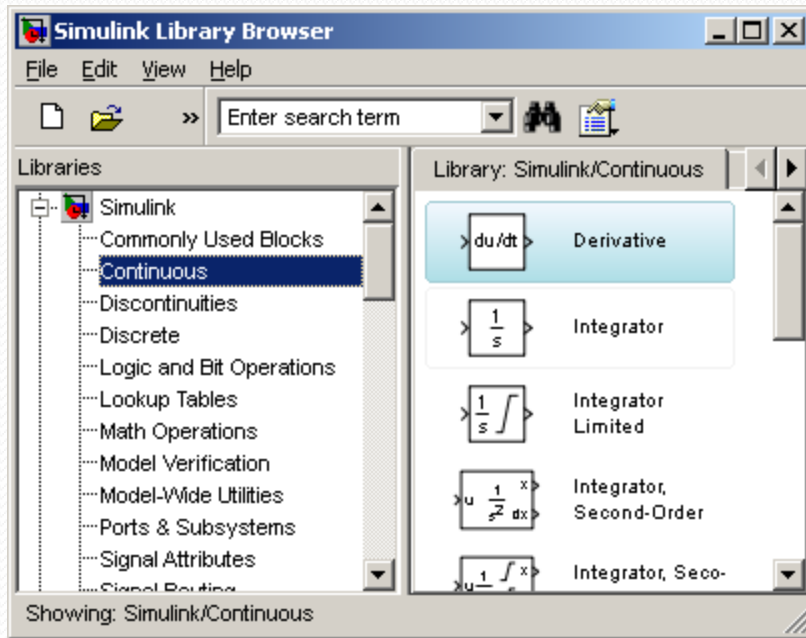 Simulink Library Browser
File Edit View Help
» Enter search term
Libraries
Simulink
Commonly Used Blocks
Continuous
Discontinuities
Discrete
Logic and Bit Operations
Lookup Tables
Math Operations
Model Verification
Model-Wide Utilities
Ports & Subsystems
Signal Attributes
Signal Routing
Library: Simulink/Continuous
du/dt Derivative
1/s Integrator
1/s Integrator
Limited
u 1/s² x dx Integrator,
Second-Order
u 1 x Integrator, Seco-
Showing: Simulink/Continuous